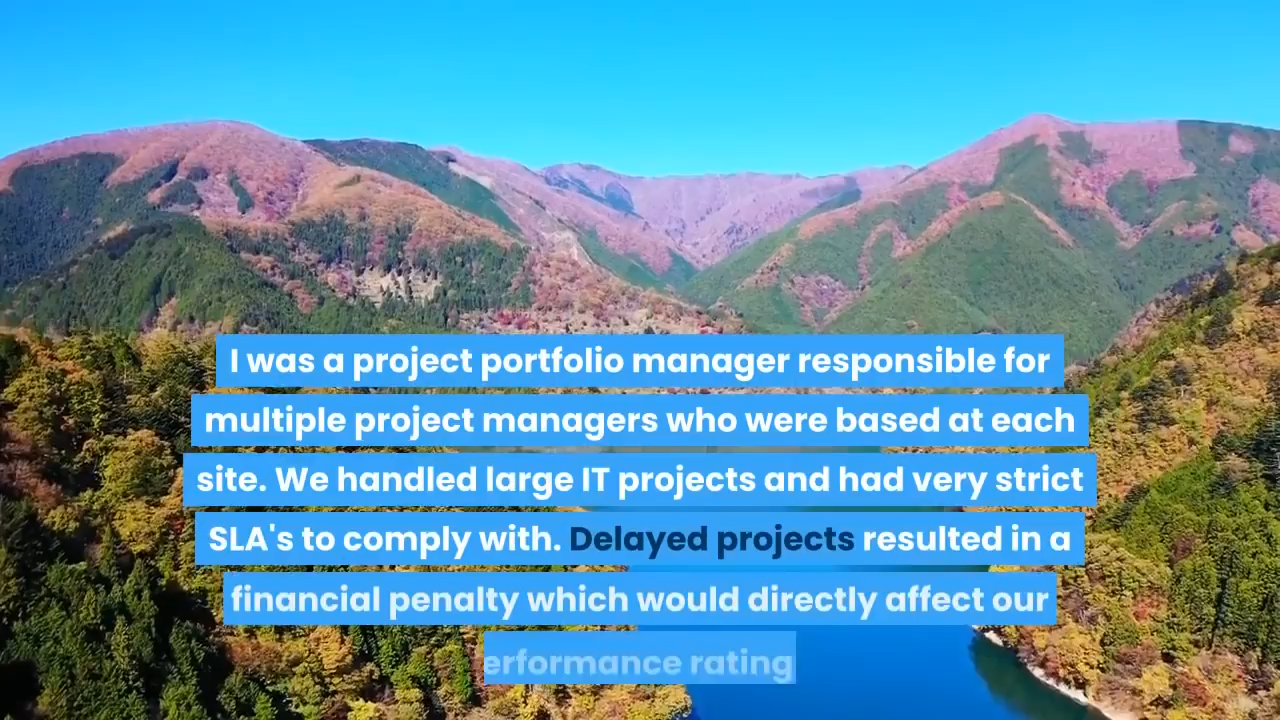 I was a project portfolio manager responsible for
multiple project managers who were based at each
site. We handled large IT projects and had very strict
SLA's to comply with. Delayed projects resulted in a
financial penalty which would directly affect our
erformance rating